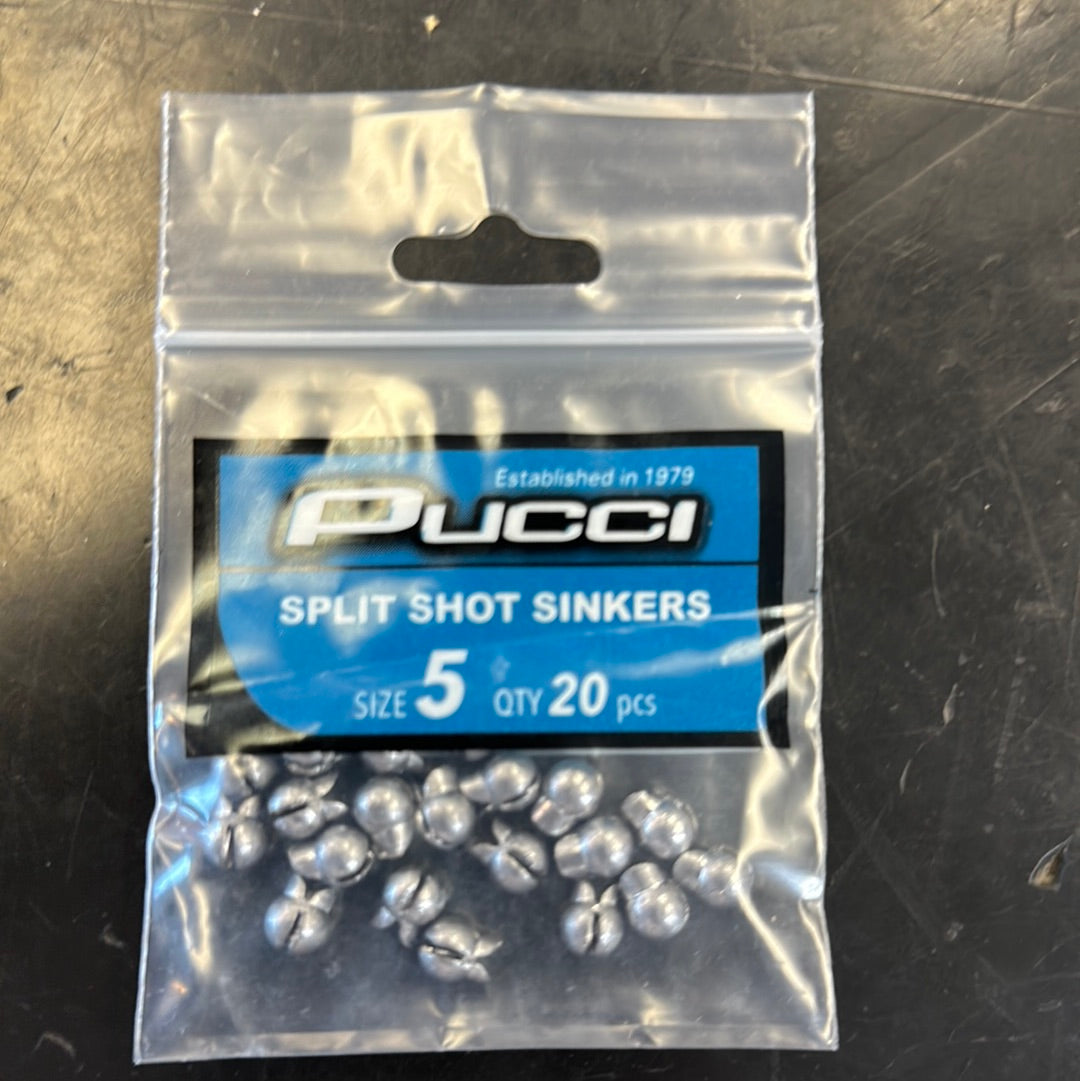 Established in 1979
PUCCI
SPLIT SHOT SINKERS
SIZE 5 QTY 20 pcs